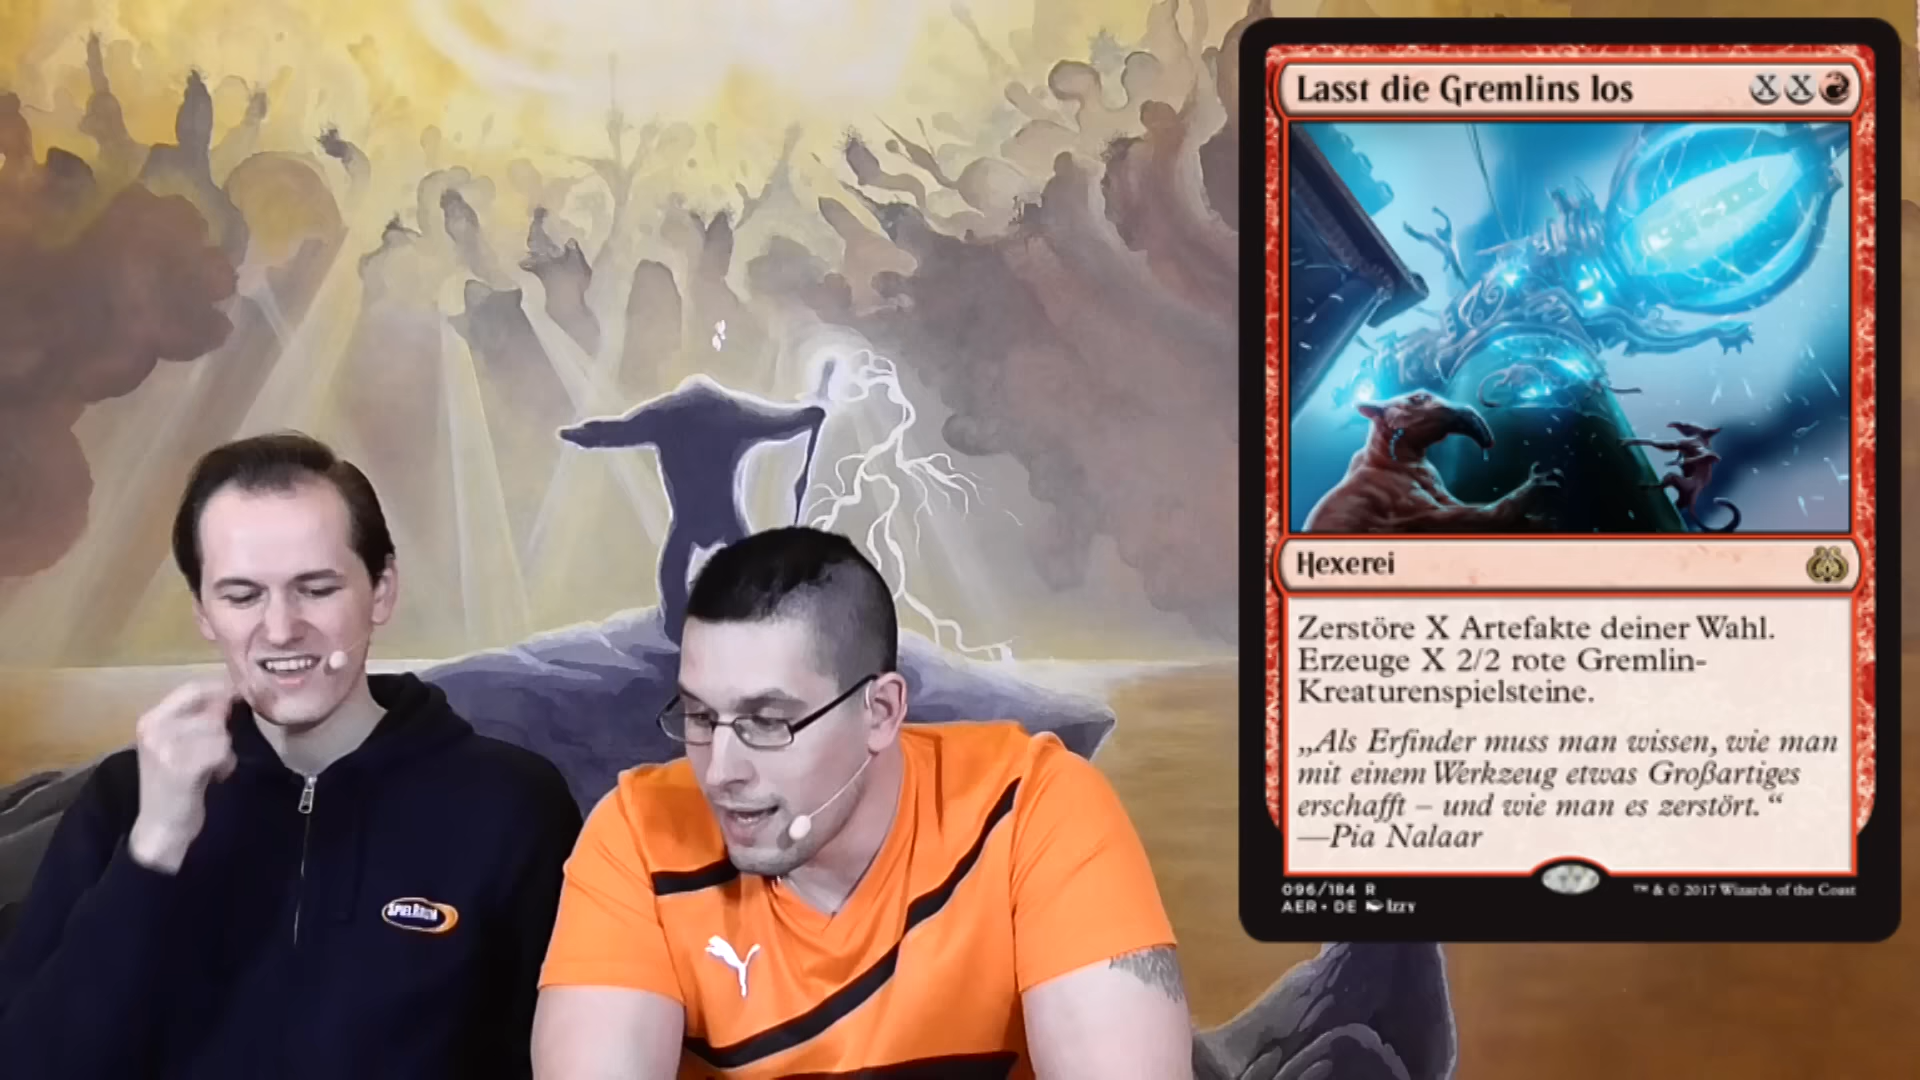 Lasst die Gremlins los
XX
Hexerei
Zerstöre X Artefakte deiner Wahl.
Erzeuge X 2/2 rote Gremlin-
Kreaturenspielsteine.
„Als Erfinder muss man wissen, wie man
mit einem Werkzeug etwas Großartiges
erschafft – und wie man es zerstört.“
—Pia Nalaar
096/184 R
AER • DE Izzy
™ & © 2017 Wizards of the Coast
SPIELRAUM